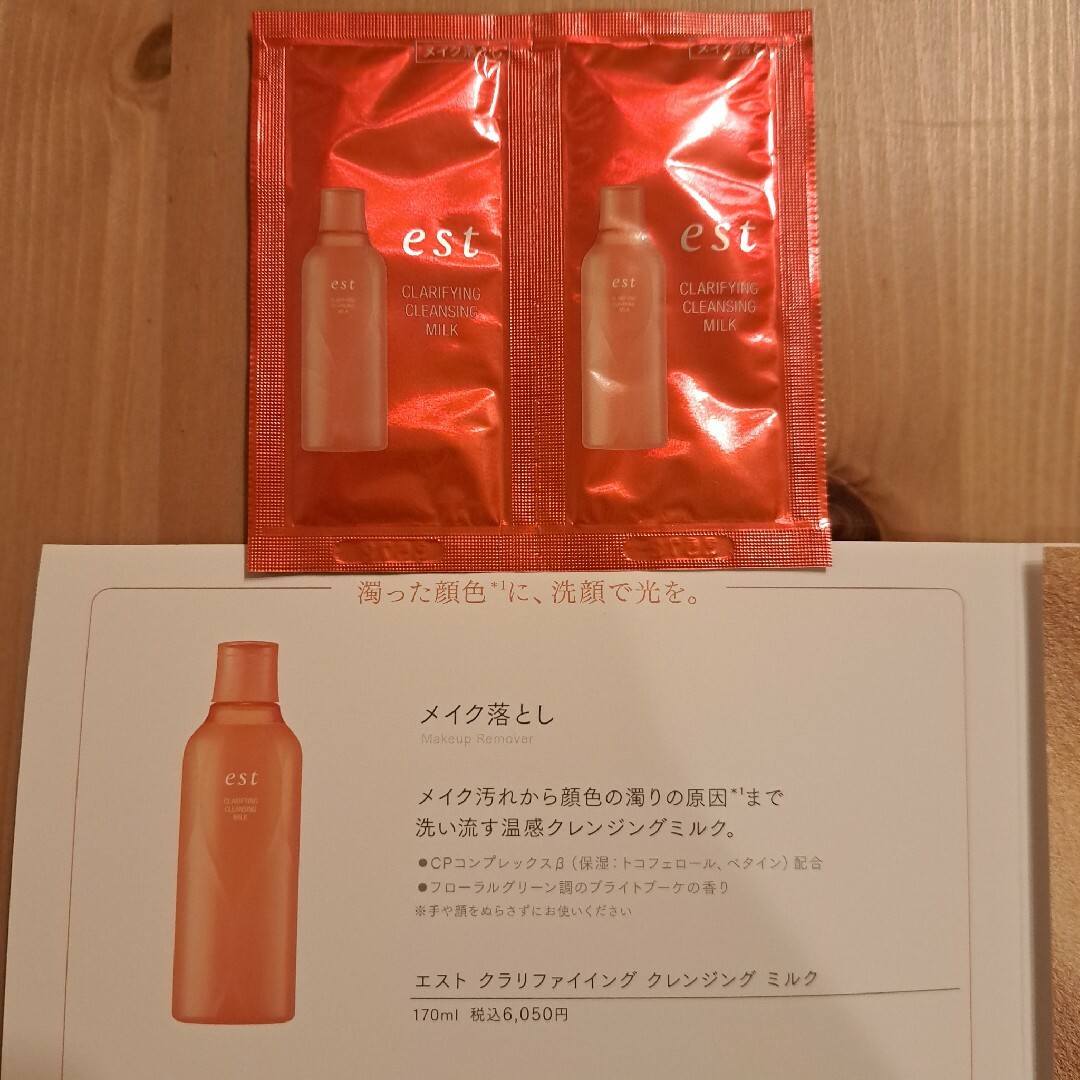 メイク落とし
メイク落と
est
CLARIFYING
CLEANSING
MILK
est
CLARIFYING
CLEANSING
MILK
est
CLARIFYING
CLEANSING
MILK
est
CLARIFYING
CLEANSING
MILK
濁った顔色*1に、洗顔で光を。
est
CLARIFYING
CLEANSING
MILK
メイク落とし
Makeup Remover
メイク汚れから顔色の濁りの原因*1まで
洗い流す温感クレンジングミルク。
●CPコンプレックスβ(保湿:トコフェロール、ベタイン)配合
●フローラルグリーン調のブライトブーケの香り
※手や顔をぬらさずにお使いください
エスト クラリファイイング クレンジング ミルク
170ml 税込6,050円